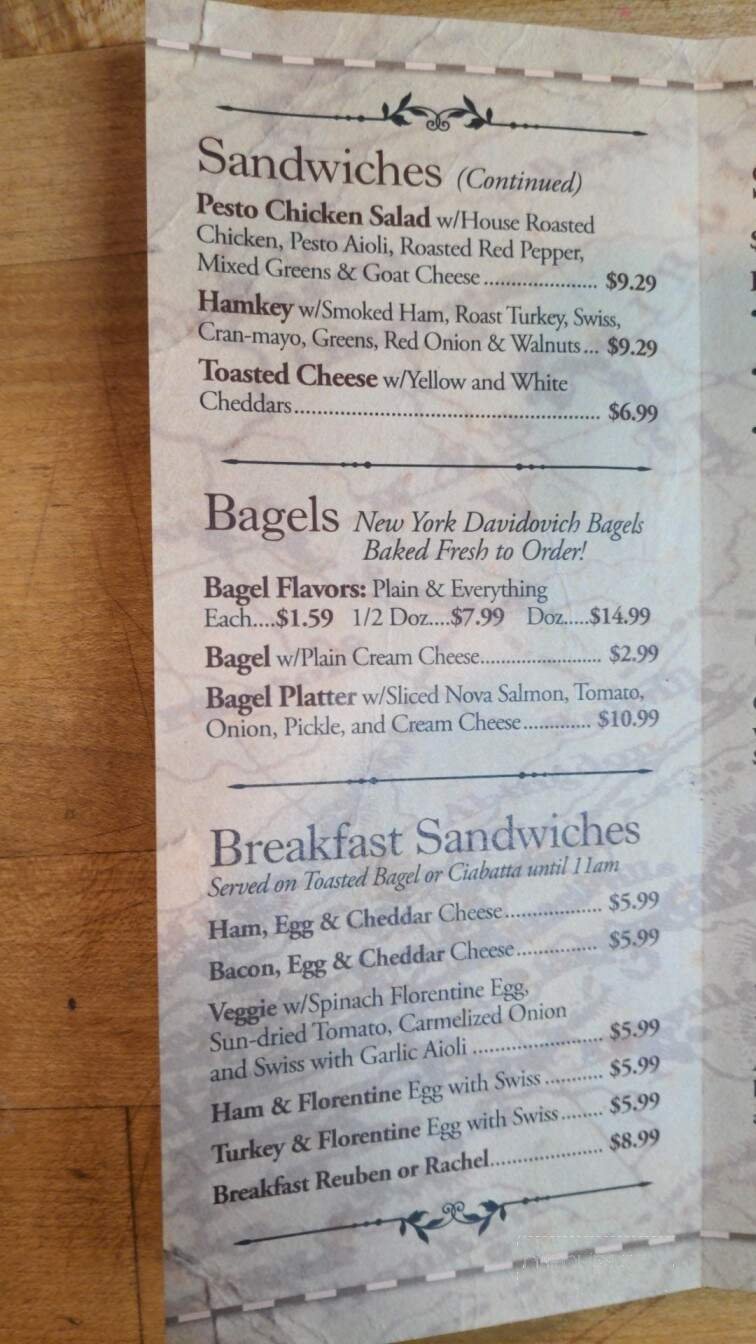 Sandwiches (Continued)
Pesto Chicken Salad w/House Roasted
Chicken, Pesto Aioli, Roasted Red Pepper,
Mixed Greens & Goat Cheese..................... $9.29
Hamkey w/Smoked Ham, Roast Turkey, Swiss,
Cran-mayo, Greens, Red Onion & Walnuts... $9.29
Toasted Cheese w/Yellow and White
Cheddars.......................................................... $6.99
Bagels New York Davidovich Bagels
Baked Fresh to Order!
Bagel Flavors: Plain & Everything
Each....$1.59 1/2 Doz....$7.99 Doz.....$14.99
Bagel w/Plain Cream Cheese....................... $2.99
Bagel Platter w/Sliced Nova Salmon, Tomato,
Onion, Pickle, and Cream Cheese............. $10.99
Breakfast Sandwiches
Served on Toasted Bagel or Ciabatta until 11am
Ham, Egg & Cheddar Cheese................... $5.99
Bacon, Egg & Cheddar Cheese................ $5.99
Veggie w/Spinach Florentine Egg,
Sun-dried Tomato, Carmelized Onion
and Swiss with Garlic Aioli ......................... $5.99
Ham & Florentine Egg with Swiss........... $5.99
Turkey & Florentine Egg with Swiss........ $5.99
Breakfast Reuben or Rachel...................... $8.99